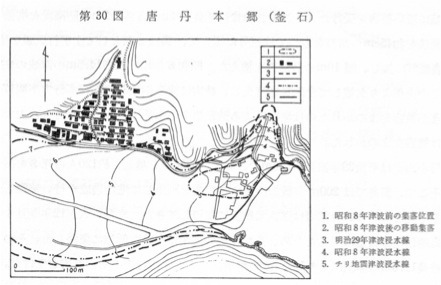 第30図 唐丹本郷(釜石)
4
1
2
3
4
5
0 100m
1. 昭和8年津波前の集落位置
2. 昭和8年津波後の移動集落
3. 明治29年津波浸水線
4. 昭和8年津波浸水線
5. チリ地震津波浸水線